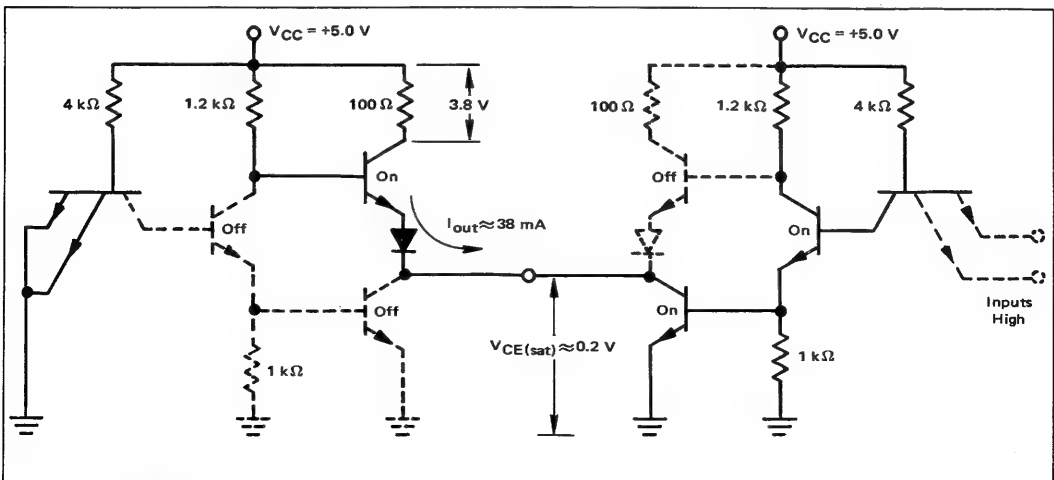 VCC = +5.0 V
VCC = +5.0 V
4 kΩ
1.2 kΩ
100 Ω
3.8 V
100 Ω
1.2 kΩ
4 kΩ
On
Off
Off
Iout ≈ 38 mA
On
Off
On
Inputs
High
VCE(sat) ≈ 0.2 V
1 kΩ
1 kΩ